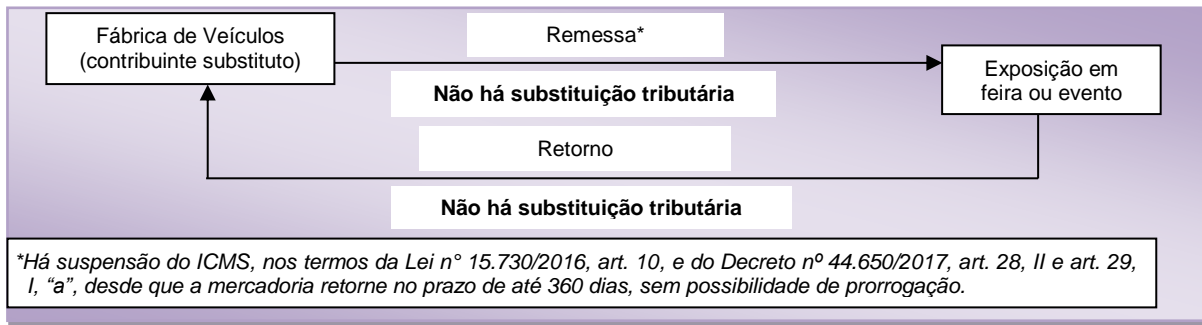 Fábrica de Veículos
(contribuinte substituto)
Remessa*
Não há substituição tributária
Exposição em
feira ou evento
Retorno
Não há substituição tributária
*Há suspensão do ICMS, nos termos da Lei n° 15.730/2016, art. 10, e do Decreto nº 44.650/2017, art. 28, II e art. 29,
I, “a”, desde que a mercadoria retorne no prazo de até 360 dias, sem possibilidade de prorrogação.